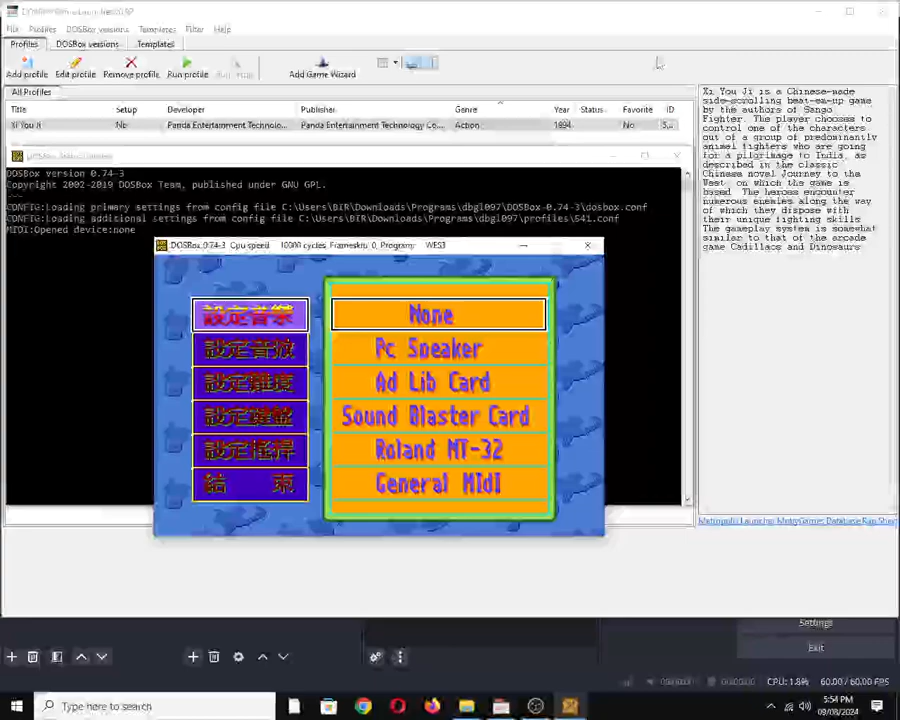 Profiles DOSBox versions Templates Filter Help
Profiles DOSBox versions Templates
Add profile Edit profile Remove profile Run profile Add Game Wizard
All Profiles
Title Setup Developer Publisher Genre Year Status Favorite ID
Xi You Ji No Panda Entertainment Technolo... Panda Entertainment Technology Co.... Action 1994 No 5...
DOSBox version 0.74-3
Copyright 2002-2019 DOSBox Team, published under GNU GPL.
---
CONFIG:Loading primary settings from config file C:\Users\BIR\Downloads\Programs\dbgl097\DOSBox-0.74-3\dosbox.conf
CONFIG:Loading additional settings from config file C:\Users\BIR\Downloads\Programs\dbgl097\profiles\541.conf
MIDI:Opened device:none
DOSBox 0.74-3, Cpu speed: 10000 cycles, Frameskip 0, Program: WES3
設定音樂
設定音效
設定難度
設定鍵盤
設定搖桿
結 束
None
Pc Speaker
Ad Lib Card
Sound Blaster Card
Roland MT-32
General Midi
Xi You Ji is a Chinese-made
side-scrolling beat-em-up game
by the authors of Sango
Fighter. The player chooses to
control one of the characters
out of a group of predominantly
animal fighters who are going
for a pilgrimage to India, as
described in the classic
Chinese novel Journey to the
West, on which the game is
based. The heroes encounter
numerous enemies along the way
of which they dispose with
their unique fighting skills.
The gameplay system is somewhat
similar to that of the arcade
game Cadillacs and Dinosaurs
Settings
Exit
CPU: 1.8% 60.00 / 60.00 FPS
Type here to search
5:54 PM
09/08/2024